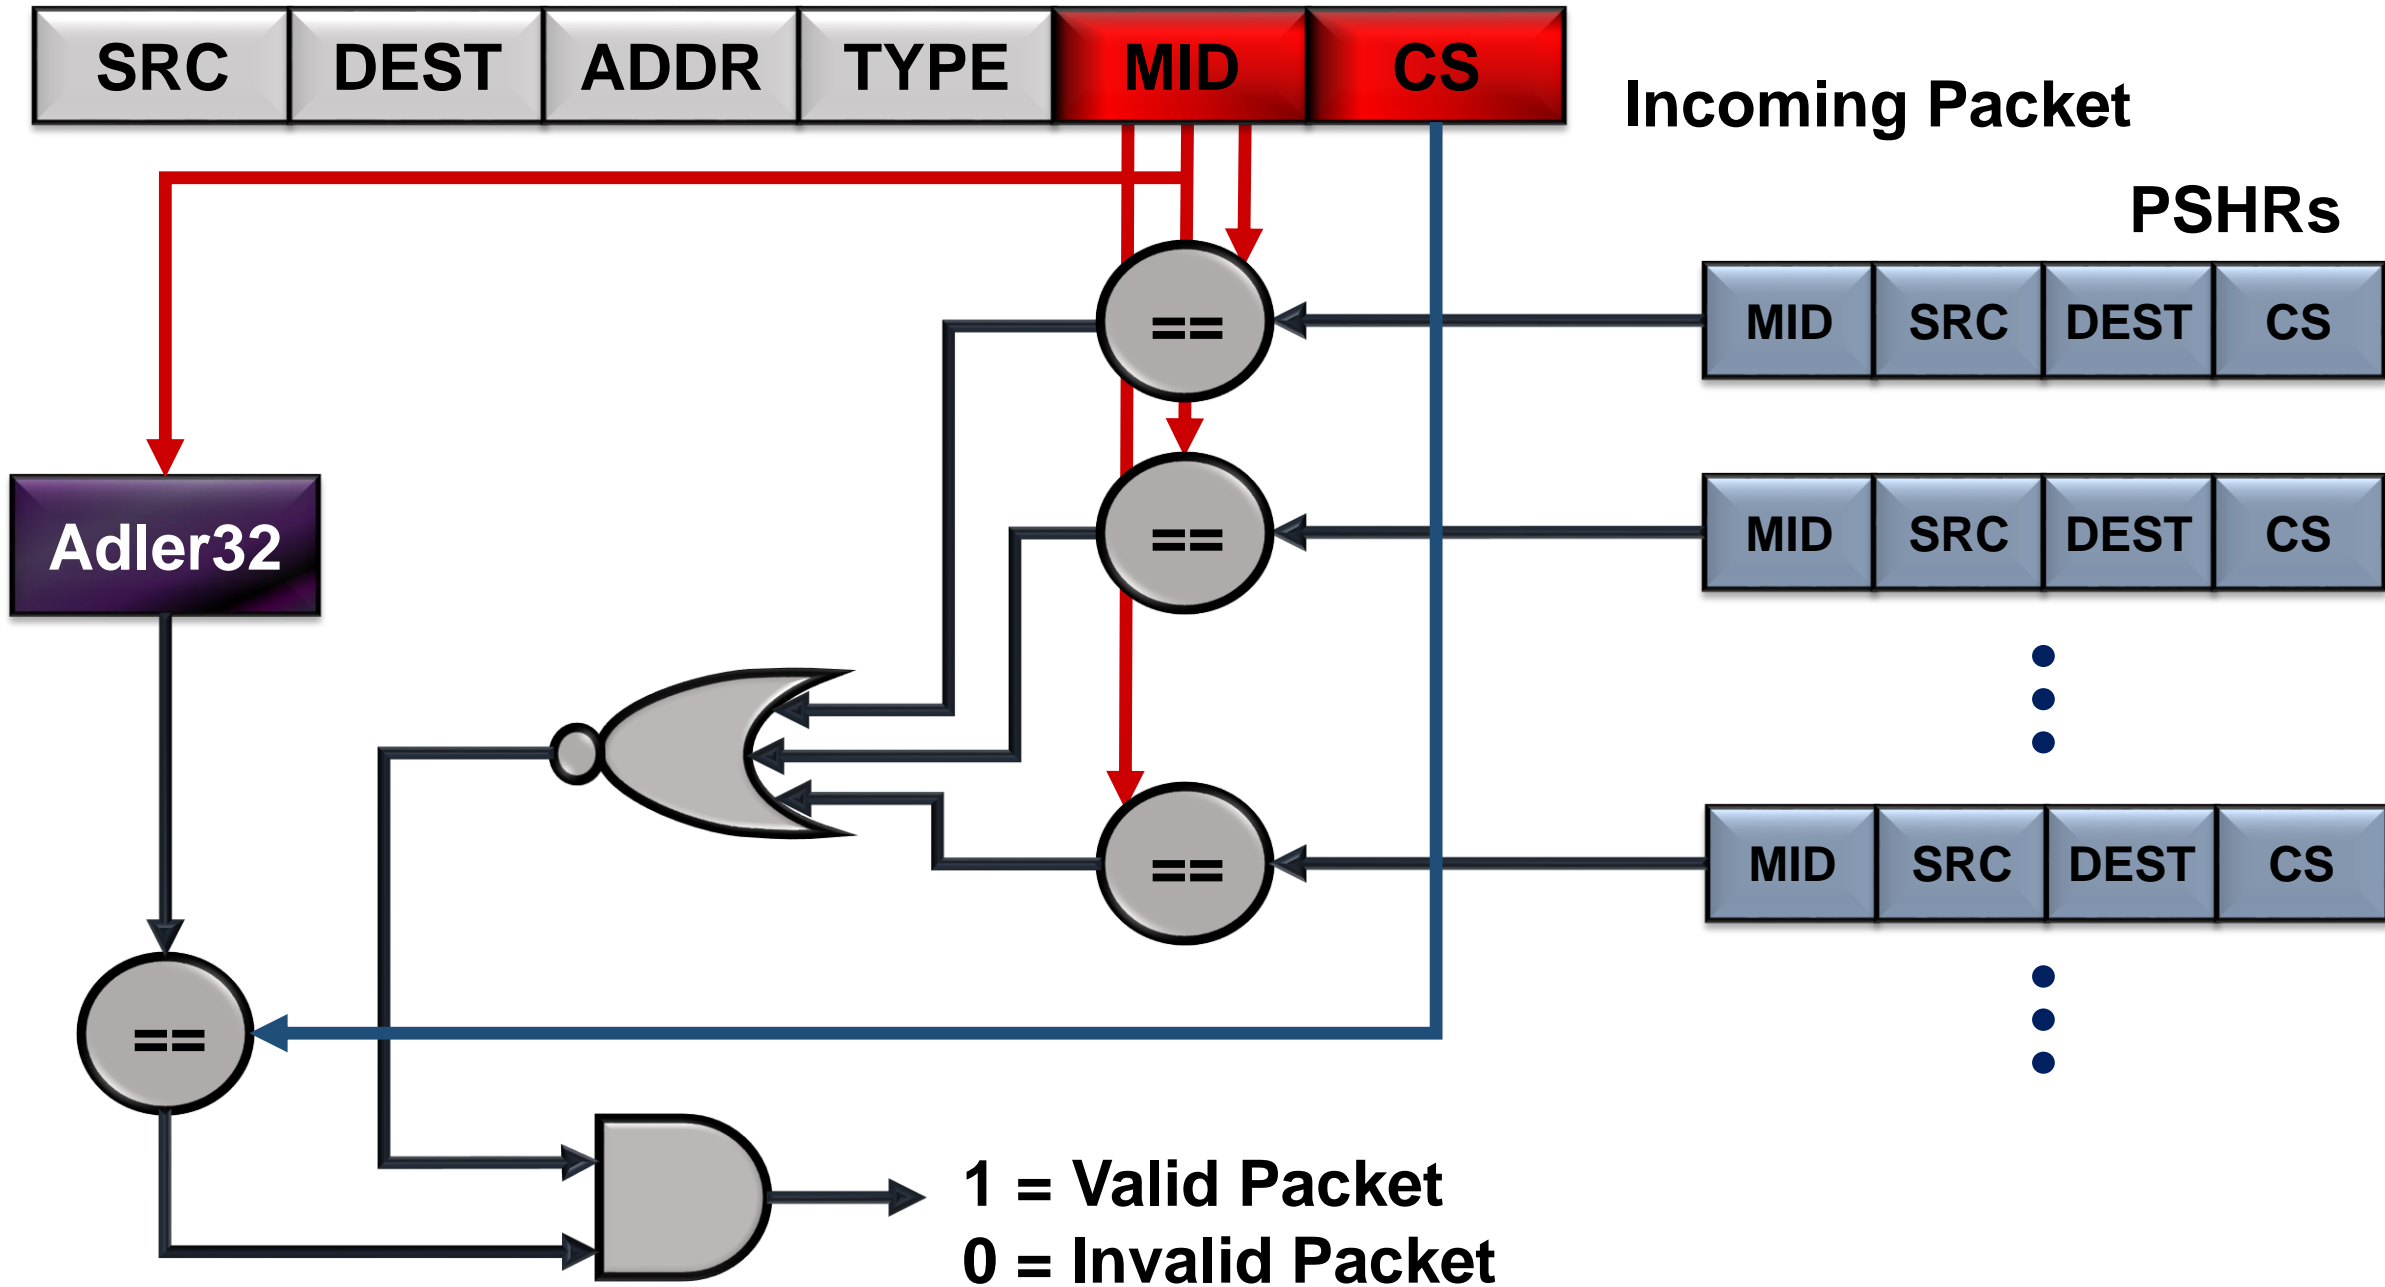 SRC DEST ADDR TYPE MID CS
Incoming Packet
PSHRs
MID SRC DEST CS
==
MID SRC DEST CS
==
Adler32
MID SRC DEST CS
==
==
1 = Valid Packet
0 = Invalid Packet